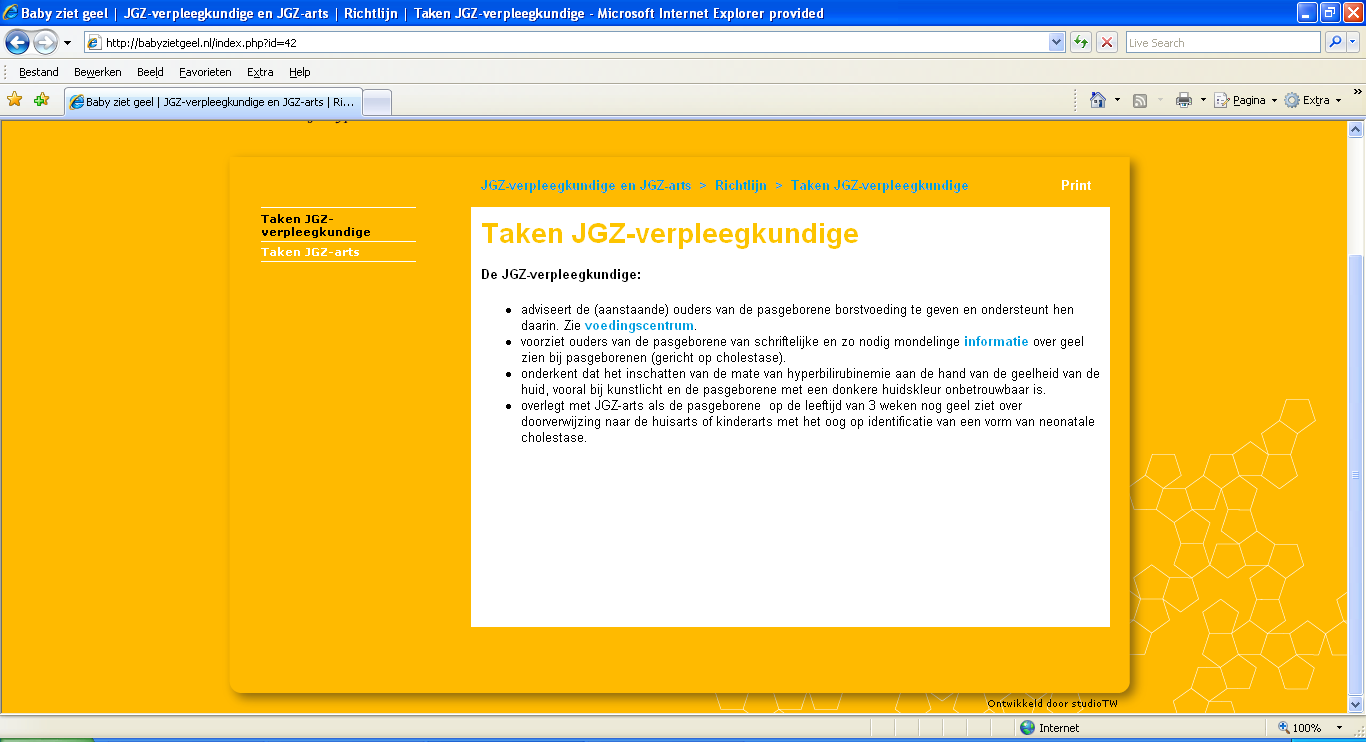 Baby ziet geel | JGZ-verpleegkundige en JGZ-arts | Richtlijn | Taken JGZ-verpleegkundige - Microsoft Internet Explorer provided
http://babyzietgeel.nl/index.php?id=42
Live Search
Bestand Bewerken Beeld Favorieten Extra Help
Baby ziet geel | JGZ-verpleegkundige en JGZ-arts | Ri...
Pagina Extra
JGZ-verpleegkundige en JGZ-arts > Richtlijn > Taken JGZ-verpleegkundige
Print
Taken JGZ-
verpleegkundige
Taken JGZ-arts
Taken JGZ-verpleegkundige
De JGZ-verpleegkundige:
adviseert de (aanstaande) ouders van de pasgeborene borstvoeding te geven en ondersteunt hen
daarin. Zie voedingscentrum.
voorziet ouders van de pasgeborene van schriftelijke en zo nodig mondelinge informatie over geel
zien bij pasgeborenen (gericht op cholestase).
onderkent dat het inschatten van de mate van hyperbilirubinemie aan de hand van de geelheid van de
huid, vooral bij kunstlicht en de pasgeborene met een donkere huidskleur onbetrouwbaar is.
overlegt met JGZ-arts als de pasgeborene  op de leeftijd van 3 weken nog geel ziet over
doorverwijzing naar de huisarts of kinderarts met het oog op identificatie van een vorm van neonatale
cholestase.
Ontwikkeld door studioTW
Internet
100%